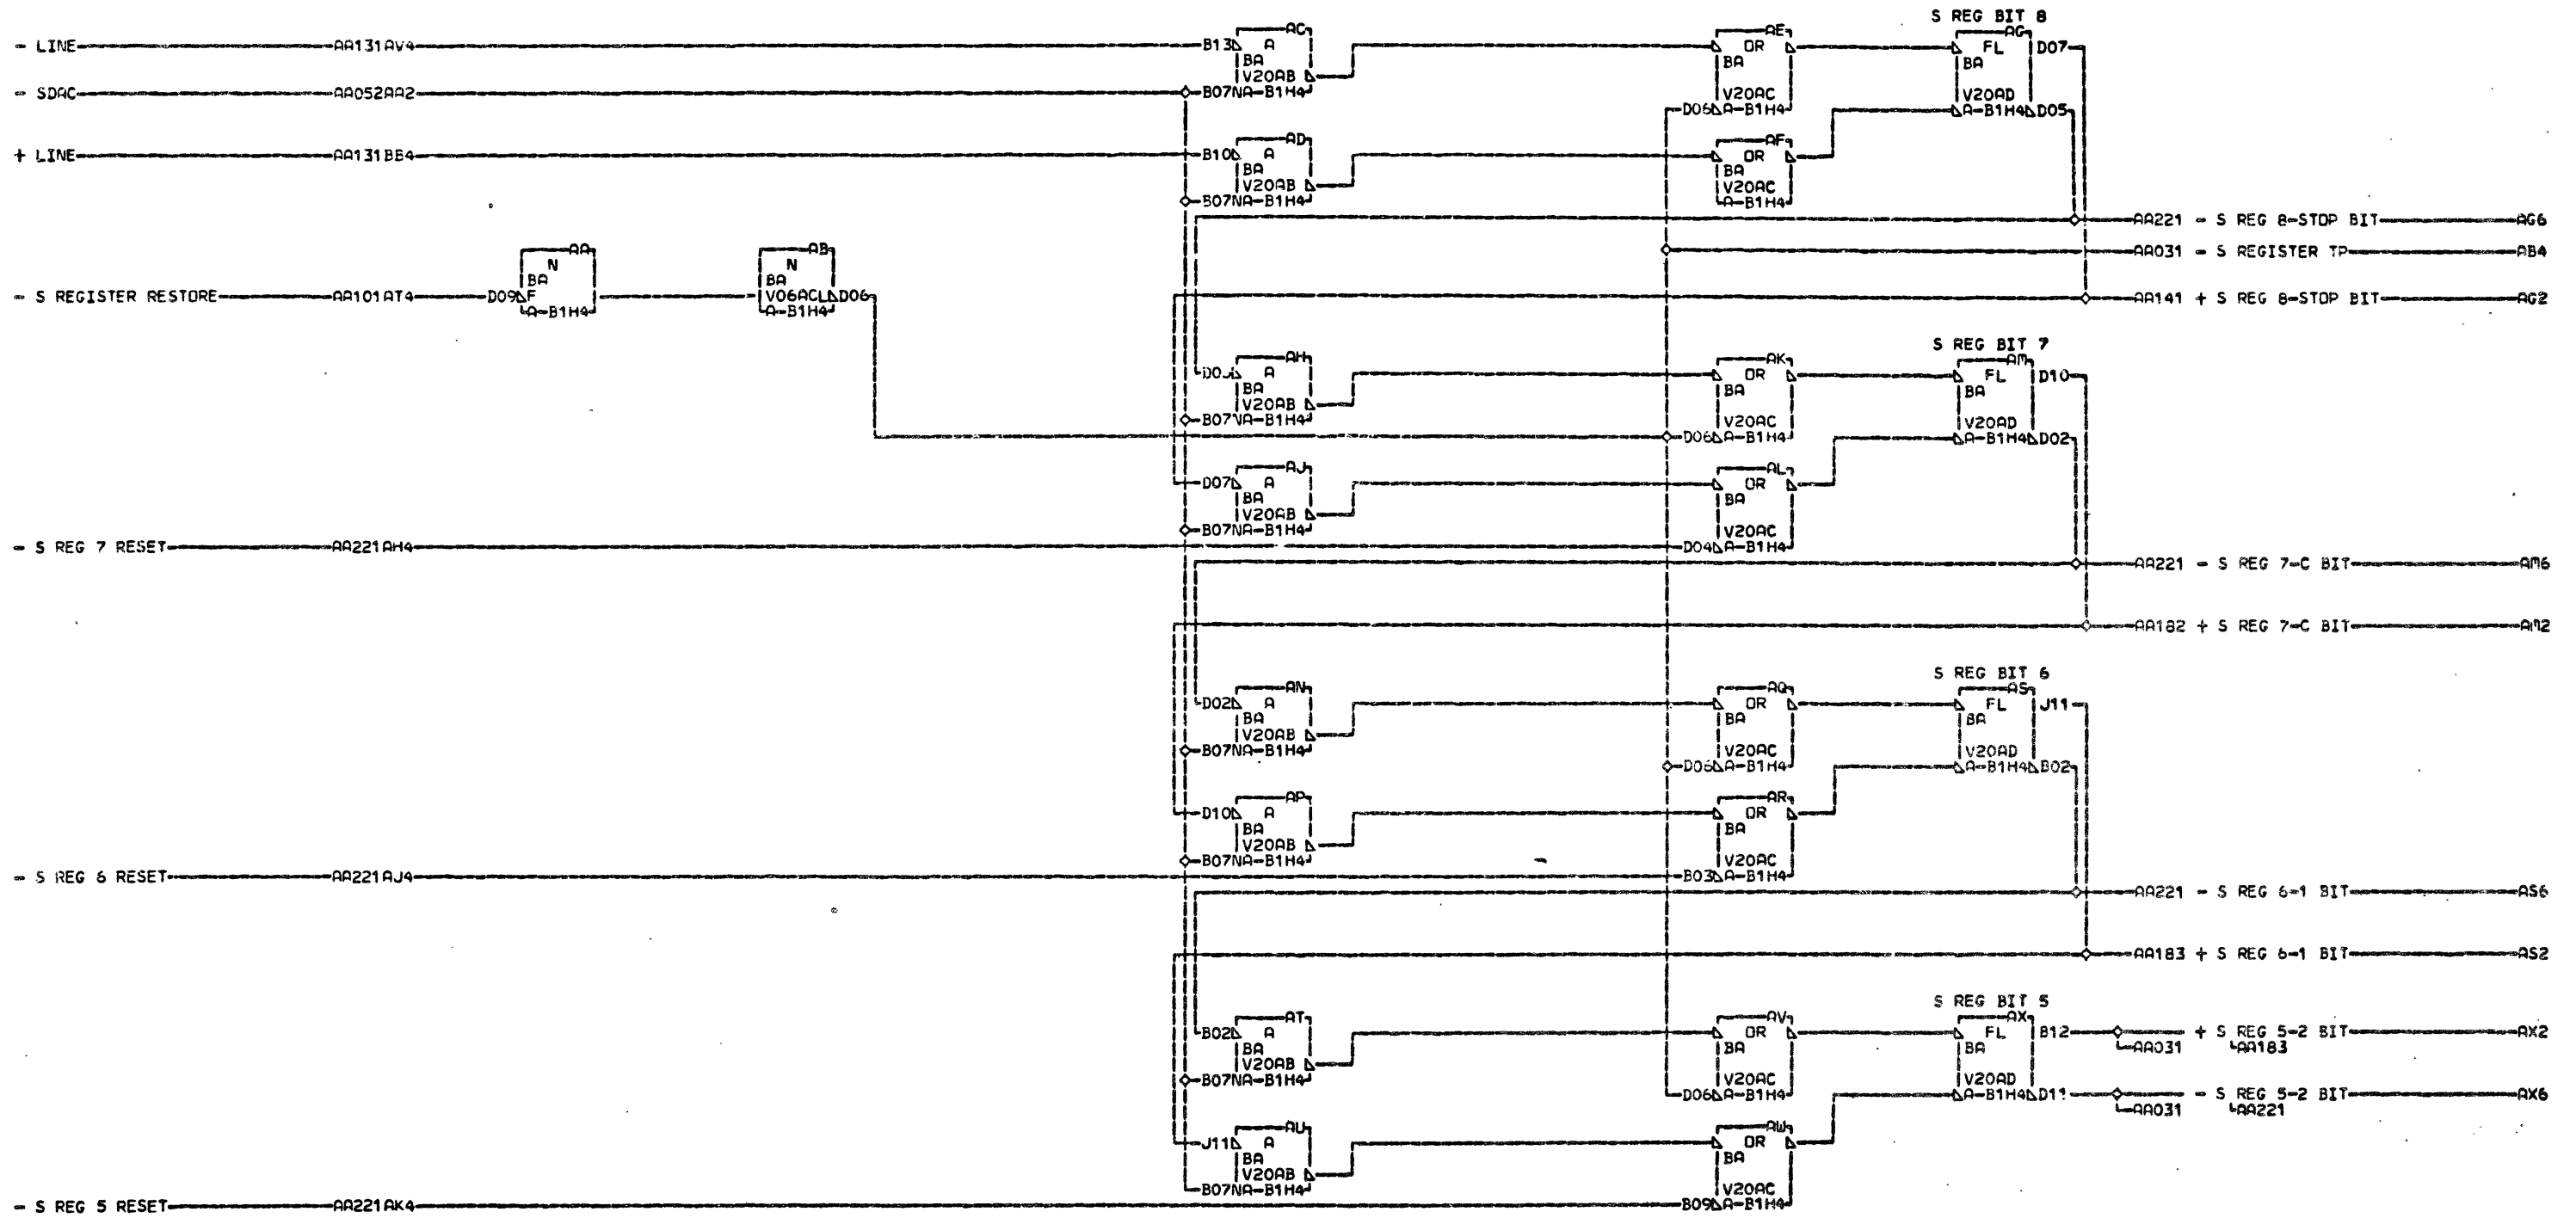 S REG BIT 8
- LINE AA131AV4 B13 A AC OR AE FL AG D07
BA BA BA
V20AB V20AC V20AD
- SDAC AA052AA2 B07NA-B1H4 D06 A-B1H4 A-B1H4 D05
+ LINE AA131BB4 B10 A AD OR AF
BA BA
V20AB V20AC
B07NA-B1H4 A-B1H4
AA221 - S REG 8-STOP BIT AG6
AA N AB N AA031 - S REGISTER TP AB4
BA BA
- S REGISTER RESTORE AA101AT4 D09 F V06ACL D06 AA141 + S REG 8-STOP BIT AG2
A-B1H4 A-B1H4
S REG BIT 7
A AH OR AK FL AM D10
BA BA BA
V20AB V20AC V20AD
B07NA-B1H4 D06 A-B1H4 A-B1H4 D02
D07 A AJ OR AL
BA BA
V20AB V20AC
B07NA-B1H4
- S REG 7 RESET AA221AH4 D04 A-B1H4
AA221 - S REG 7-C BIT AM6
AA182 + S REG 7-C BIT AM2
S REG BIT 6
D02 A AN OR AQ FL AS J11
BA BA BA
V20AB V20AC V20AD
B07NA-B1H4 D06 A-B1H4 A-B1H4 B02
D10 A AP OR AR
BA BA
V20AB V20AC
B07NA-B1H4
- S REG 6 RESET AA221AJ4 B03 A-B1H4
AA221 - S REG 6-1 BIT AS6
AA183 + S REG 6-1 BIT AS2
S REG BIT 5
B02 A AT OR AV FL AX B12 + S REG 5-2 BIT AX2
BA BA BA AA031 AA183
V20AB V20AC V20AD
B07NA-B1H4 D06 A-B1H4 A-B1H4 D11 - S REG 5-2 BIT AX6
AA031 AA221
J11 A AU OR AW
BA BA
V20AB V20AC
B07NA-B1H4
- S REG 5 RESET AA221AK4 B09 A-B1H4